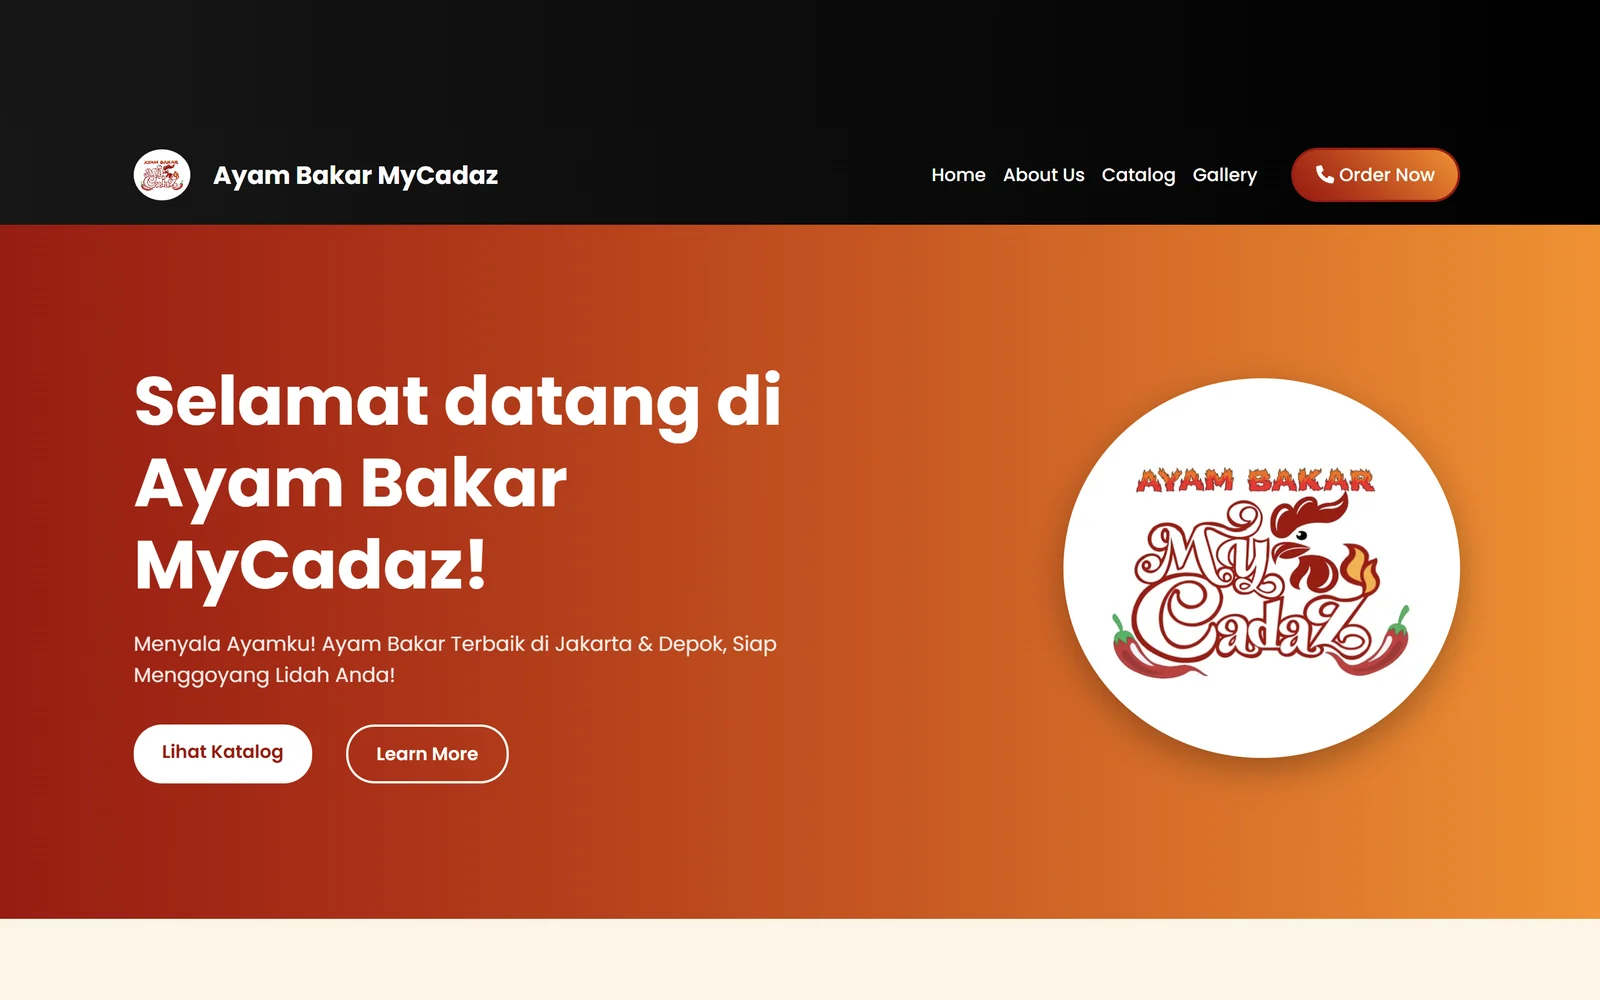 Ayam Bakar MyCadaz
Home About Us Catalog Gallery Order Now
Selamat datang di
Ayam Bakar
MyCadaz!
Menyala Ayamku! Ayam Bakar Terbaik di Jakarta & Depok, Siap
Menggoyang Lidah Anda!
Lihat Katalog Learn More
AYAM BAKAR
My
CadaZ